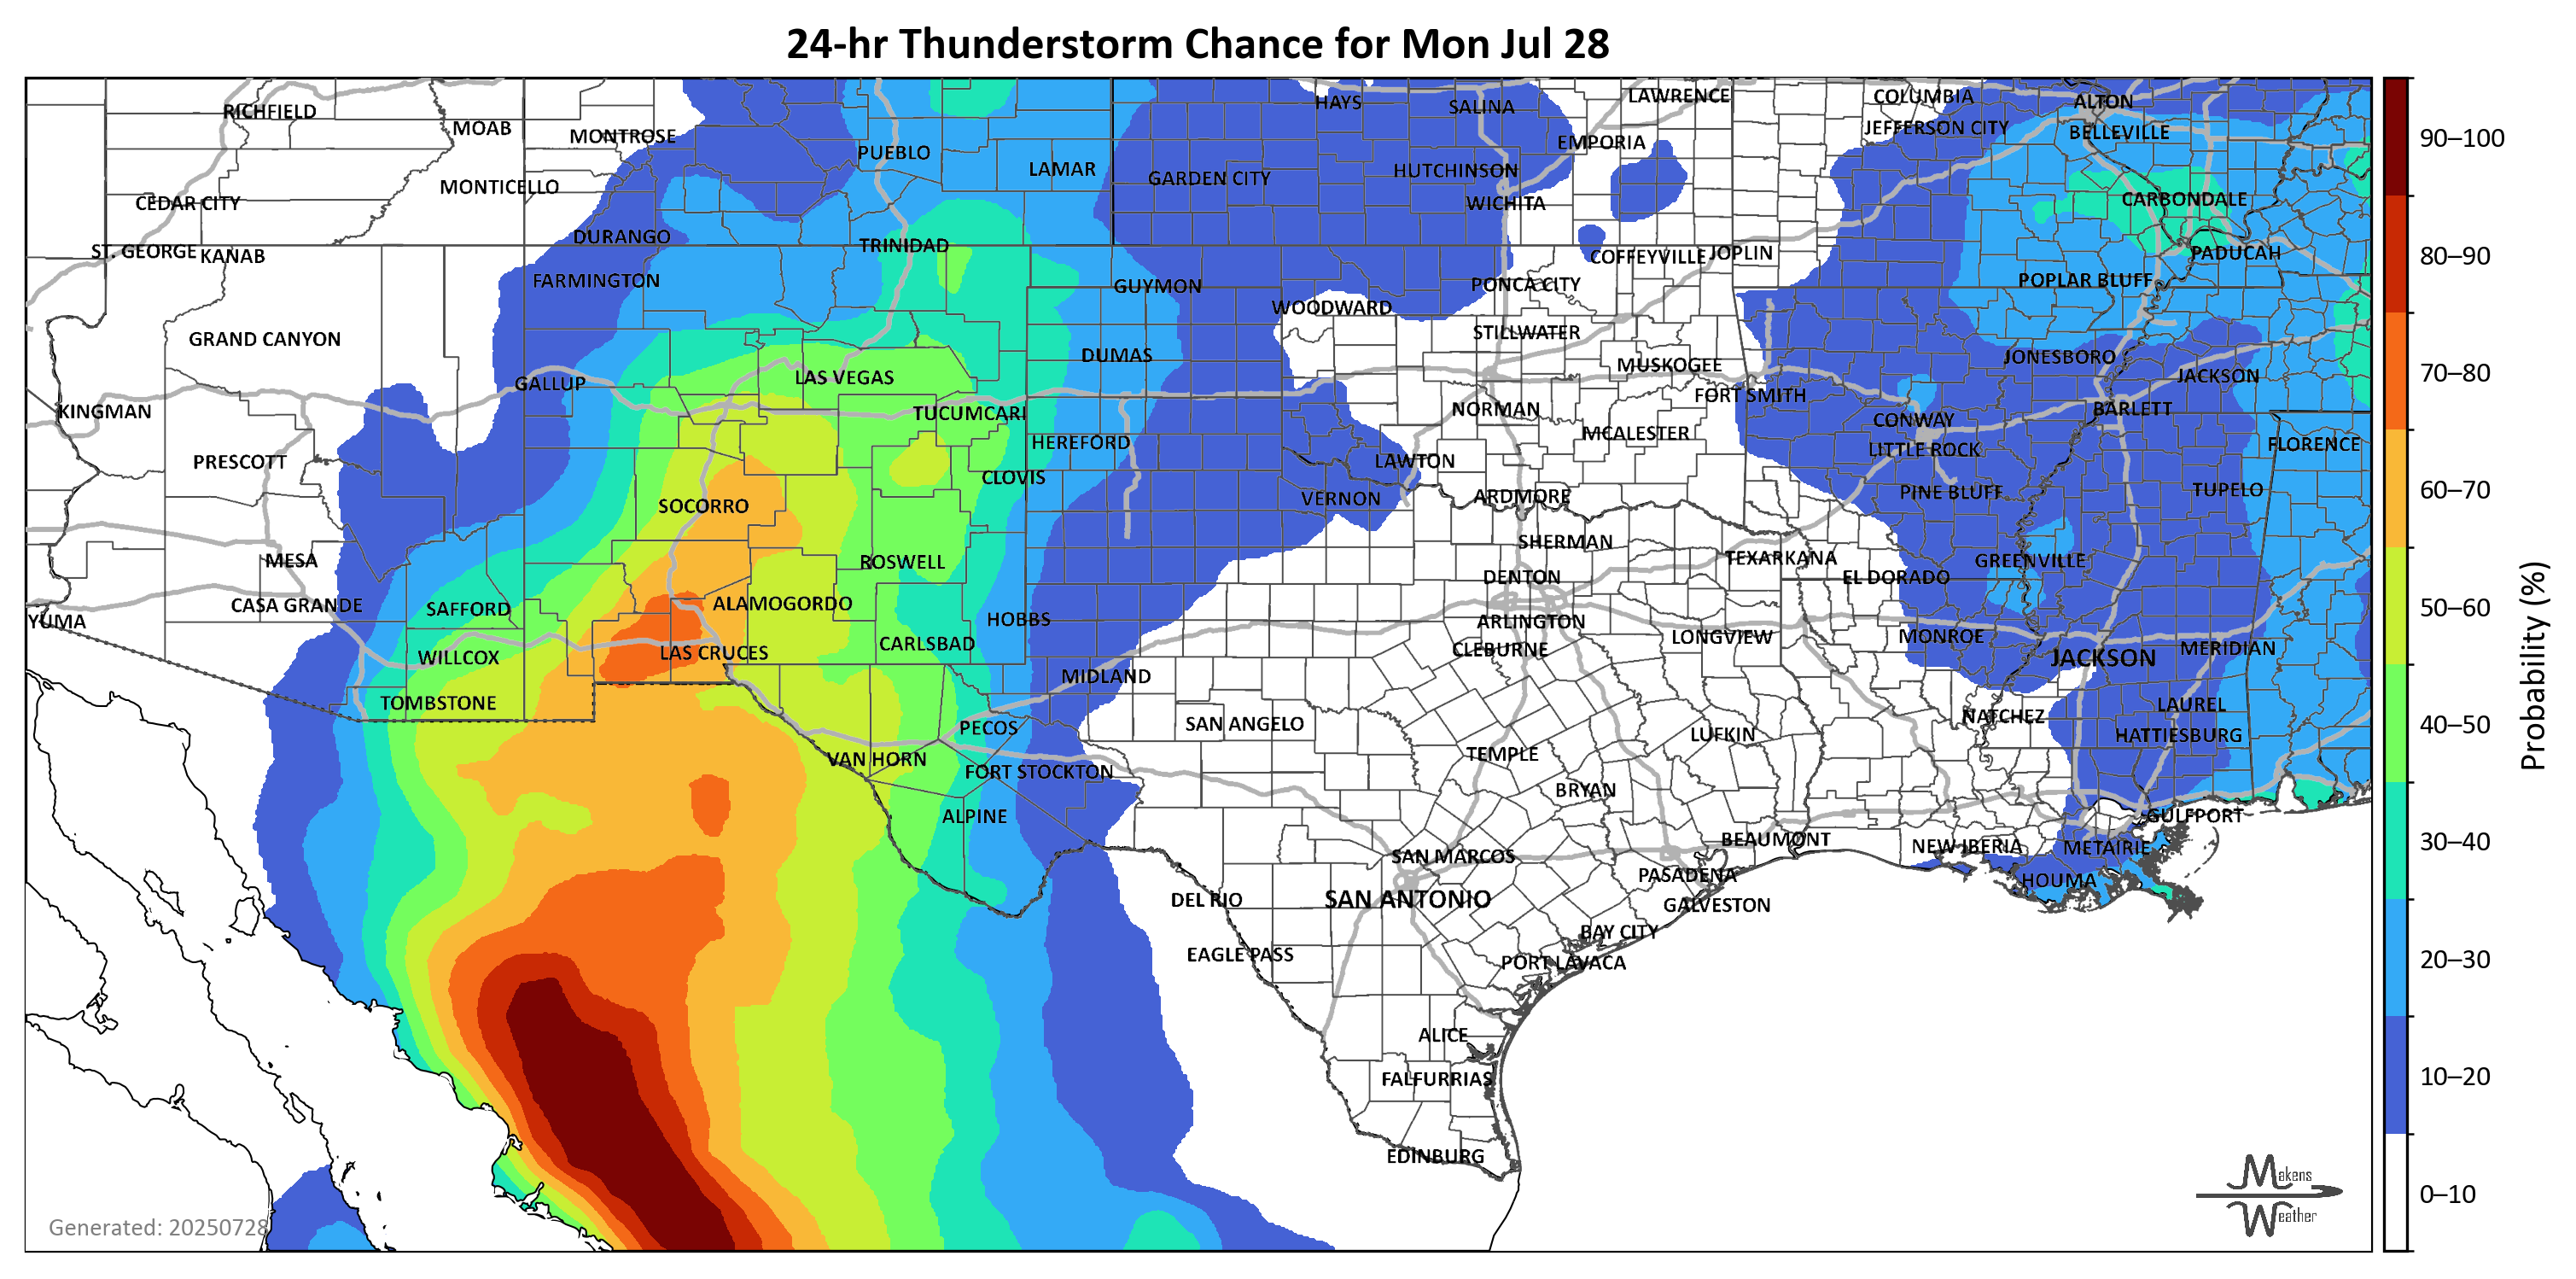 24-hr Thunderstorm Chance for Mon Jul 28
RICHFIELD
MOAB
MONTROSE
PUEBLO
LAMAR
HAYS
SALINA
LAWRENCE
COLUMBIA
ALTON
EMPORIA
JEFFERSON CITY
BELLEVILLE
90–100
CEDAR CITY
MONTICELLO
GARDEN CITY
HUTCHINSON
WICHITA
CARBONDALE
ST. GEORGE
KANAB
DURANGO
TRINIDAD
COFFEYVILLE
JOPLIN
PADUCAH
80–90
FARMINGTON
GUYMON
WOODWARD
PONCA CITY
POPLAR BLUFF
GRAND CANYON
DUMAS
STILLWATER
JONESBORO
KINGMAN
GALLUP
LAS VEGAS
TUCUMCARI
MUSKOGEE
FORT SMITH
JACKSON
70–80
NORMAN
CONWAY
BARLETT
PRESCOTT
HEREFORD
CLOVIS
LAWTON
MCALESTER
LITTLE ROCK
FLORENCE
SOCORRO
VERNON
ARDMORE
PINE BLUFF
TUPELO
60–70
MESA
ROSWELL
SHERMAN
TEXARKANA
GREENVILLE
CASA GRANDE
SAFFORD
ALAMOGORDO
DENTON
EL DORADO
YUMA
HOBBS
ARLINGTON
50–60
WILLCOX
LAS CRUCES
CARLSBAD
CLEBURNE
LONGVIEW
MONROE
JACKSON
MERIDIAN
TOMBSTONE
MIDLAND
PECOS
SAN ANGELO
NATCHEZ
LAUREL
Probability (%)
VAN HORN
FORT STOCKTON
TEMPLE
LUFKIN
HATTIESBURG
40–50
ALPINE
BRYAN
GULFPORT
SAN MARCOS
BEAUMONT
NEW IBERIA
METAIRIE
30–40
DEL RIO
SAN ANTONIO
PASADENA
GALVESTON
HOUMA
EAGLE PASS
BAY CITY
PORT LAVACA
20–30
ALICE
FALFURRIAS
10–20
EDINBURG
Makens
Weather
0–10
Generated: 20250728